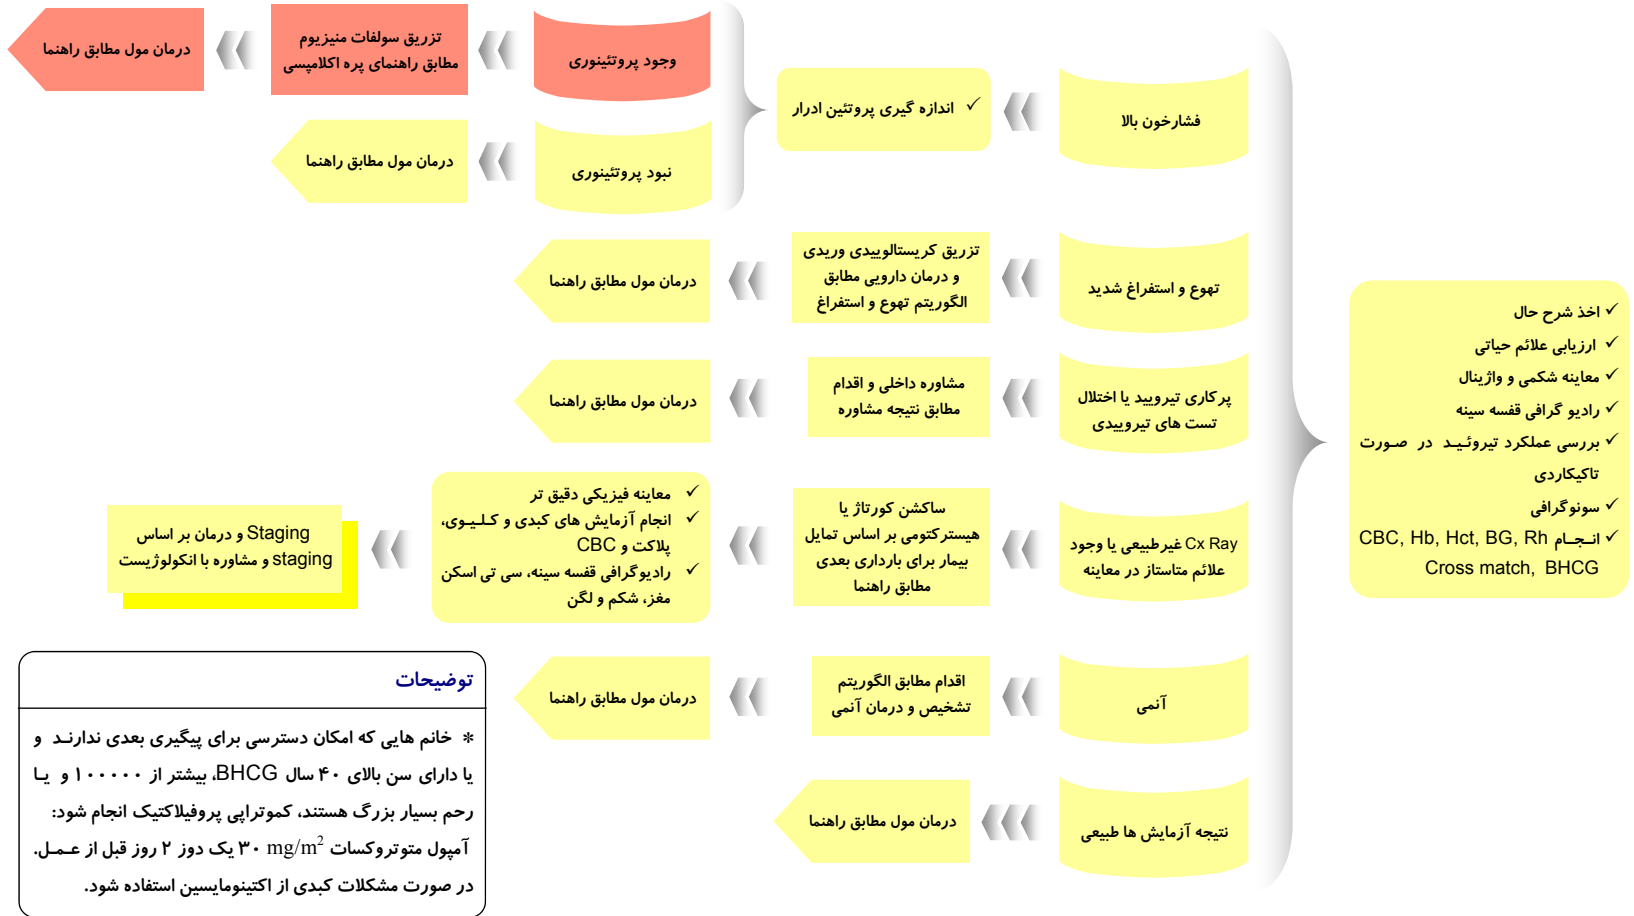 ✓ اخذ شرح حال
✓ ارزیابی علائم حیاتی
✓ معاینه شکمی و واژینال
✓ رادیو گرافی قفسه سینه
✓ بررسی عملکرد تیروئـیـد در صـورت
تاکیکاردی
✓ سونوگرافی
✓ انـجـام CBC, Hb, Hct, BG, Rh
Cross match, BHCG
فشارخون بالا
✓ اندازه گیری پروتئین ادرار
وجود پروتئینوری
تزریق سولفات منیزیوم
مطابق راهنمای پره اکلامپسی
درمان مول مطابق راهنما
نبود پروتئینوری
درمان مول مطابق راهنما
تهوع و استفراغ شدید
تزریق کریستالوییدی وریدی
و درمان دارویی مطابق
الگوریتم تهوع و استفراغ
درمان مول مطابق راهنما
پرکاری تیرویید یا اختلال
تست های تیروییدی
مشاوره داخلی و اقدام
مطابق نتیجه مشاوره
درمان مول مطابق راهنما
Cx Ray غیرطبیعی یا وجود
علائم متاستاز در معاینه
ساکشن کورتاژ یا
هیسترکتومی بر اساس تمایل
بیمار برای بارداری بعدی
مطابق راهنما
✓ معاینه فیزیکی دقیق تر
✓ انجام آزمایش های کبدی و کـلـیـوی،
پلاکت و CBC
✓ رادیوگرافی قفسه سینه، سی تی اسکن
مغز، شکم و لگن
Staging و درمان بر اساس
staging و مشاوره با انکولوژیست
آنمی
اقدام مطابق الگوریتم
تشخیص و درمان آنمی
درمان مول مطابق راهنما
نتیجه آزمایش ها طبیعی
درمان مول مطابق راهنما
توضیحات
* خانم هایی که امکان دسترسی برای پیگیری بعدی ندارنـد و
یا دارای سن بالای ۴۰ سال BHCG، بیشتر از ۱۰۰۰۰۰ و یـا
رحم بسیار بزرگ هستند، کموتراپی پروفیلاکتیک انجام شود:
آمپول متوتروکسات ۳۰ mg/m² یک دوز ۲ روز قبل از عـمـل.
در صورت مشکلات کبدی از اکتینومایسین استفاده شود.